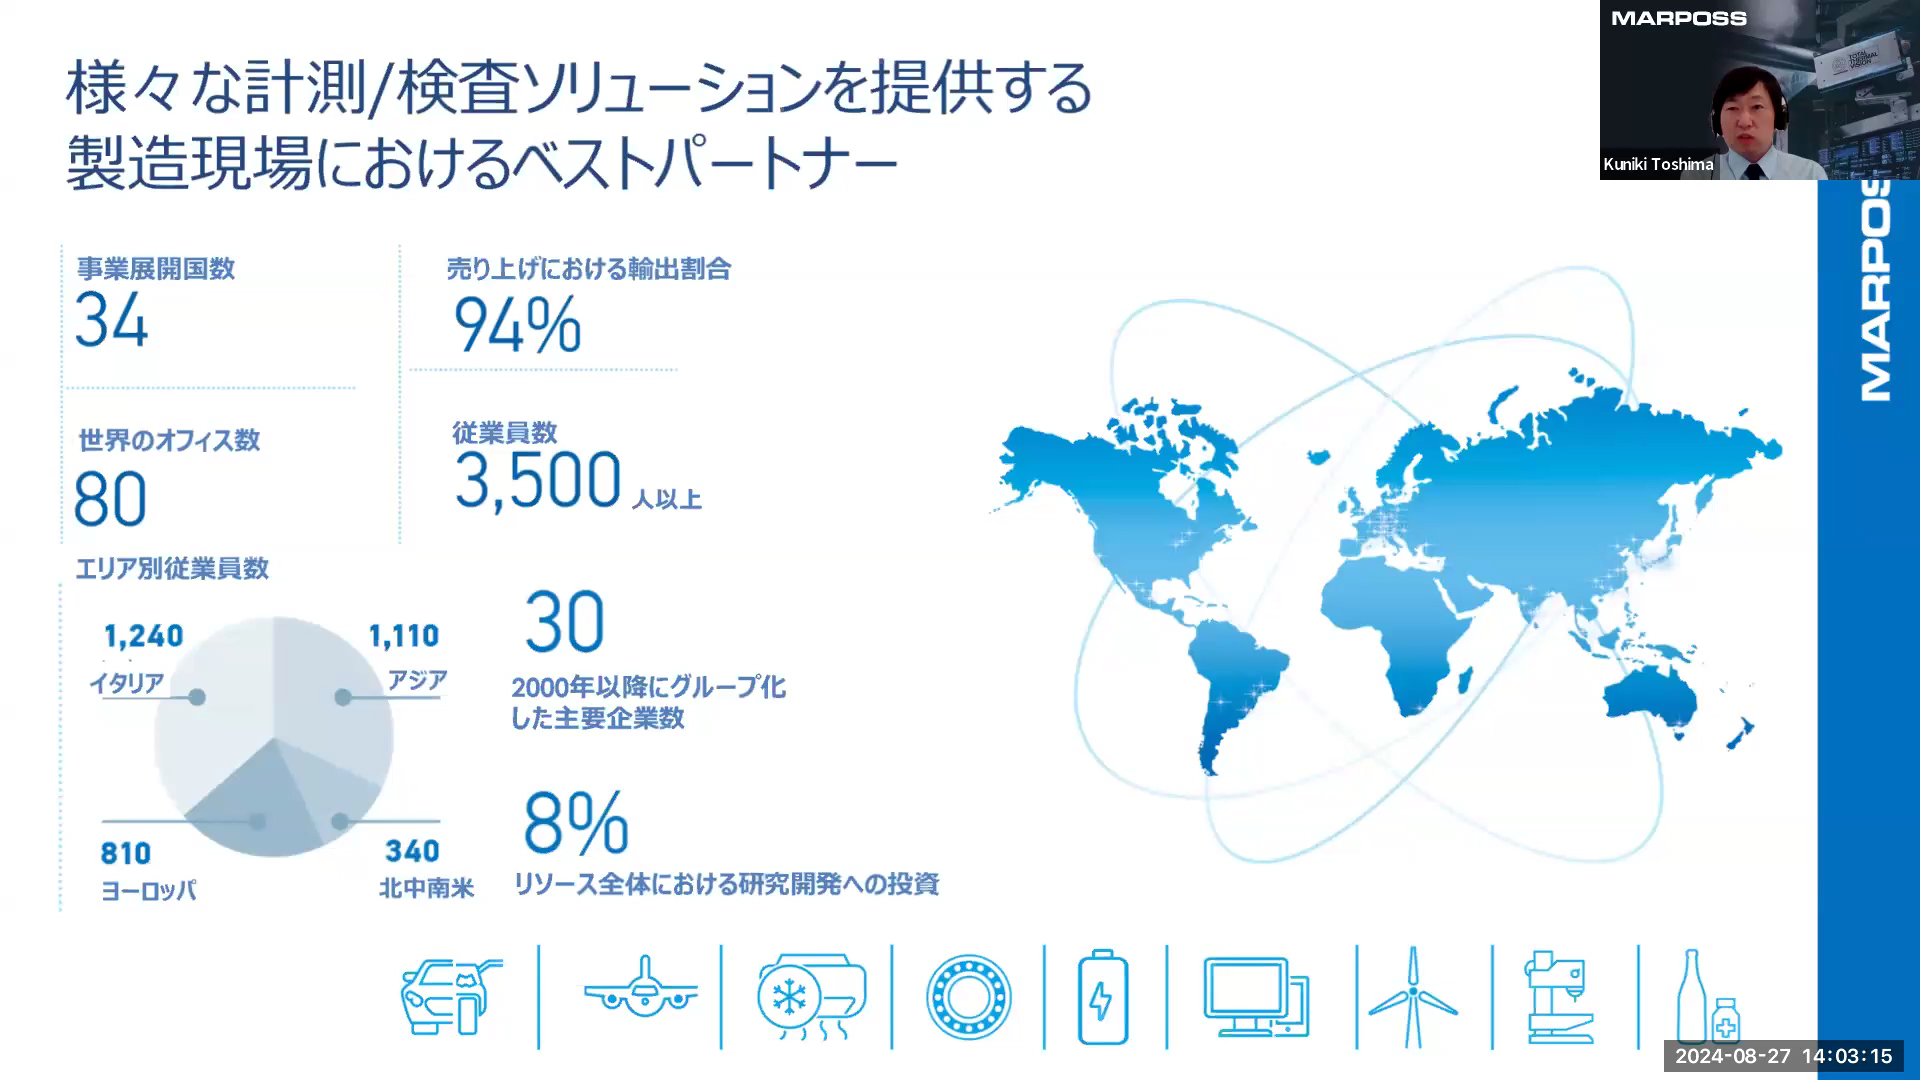 様々な計測/検査ソリューションを提供する
製造現場におけるベストパートナー
MARPOSS
TOTAL
THERMAL
VISION
Kuniki Toshima
MARPOS
事業展開国数
34
売り上げにおける輸出割合
94%
世界のオフィス数
80
従業員数
3,500 人以上
エリア別従業員数
1,240
イタリア
1,110
アジア
810
ヨーロッパ
340
北中南米
30
2000年以降にグループ化
した主要企業数
8%
リソース全体における研究開発への投資
2024-08-27 14:03:15